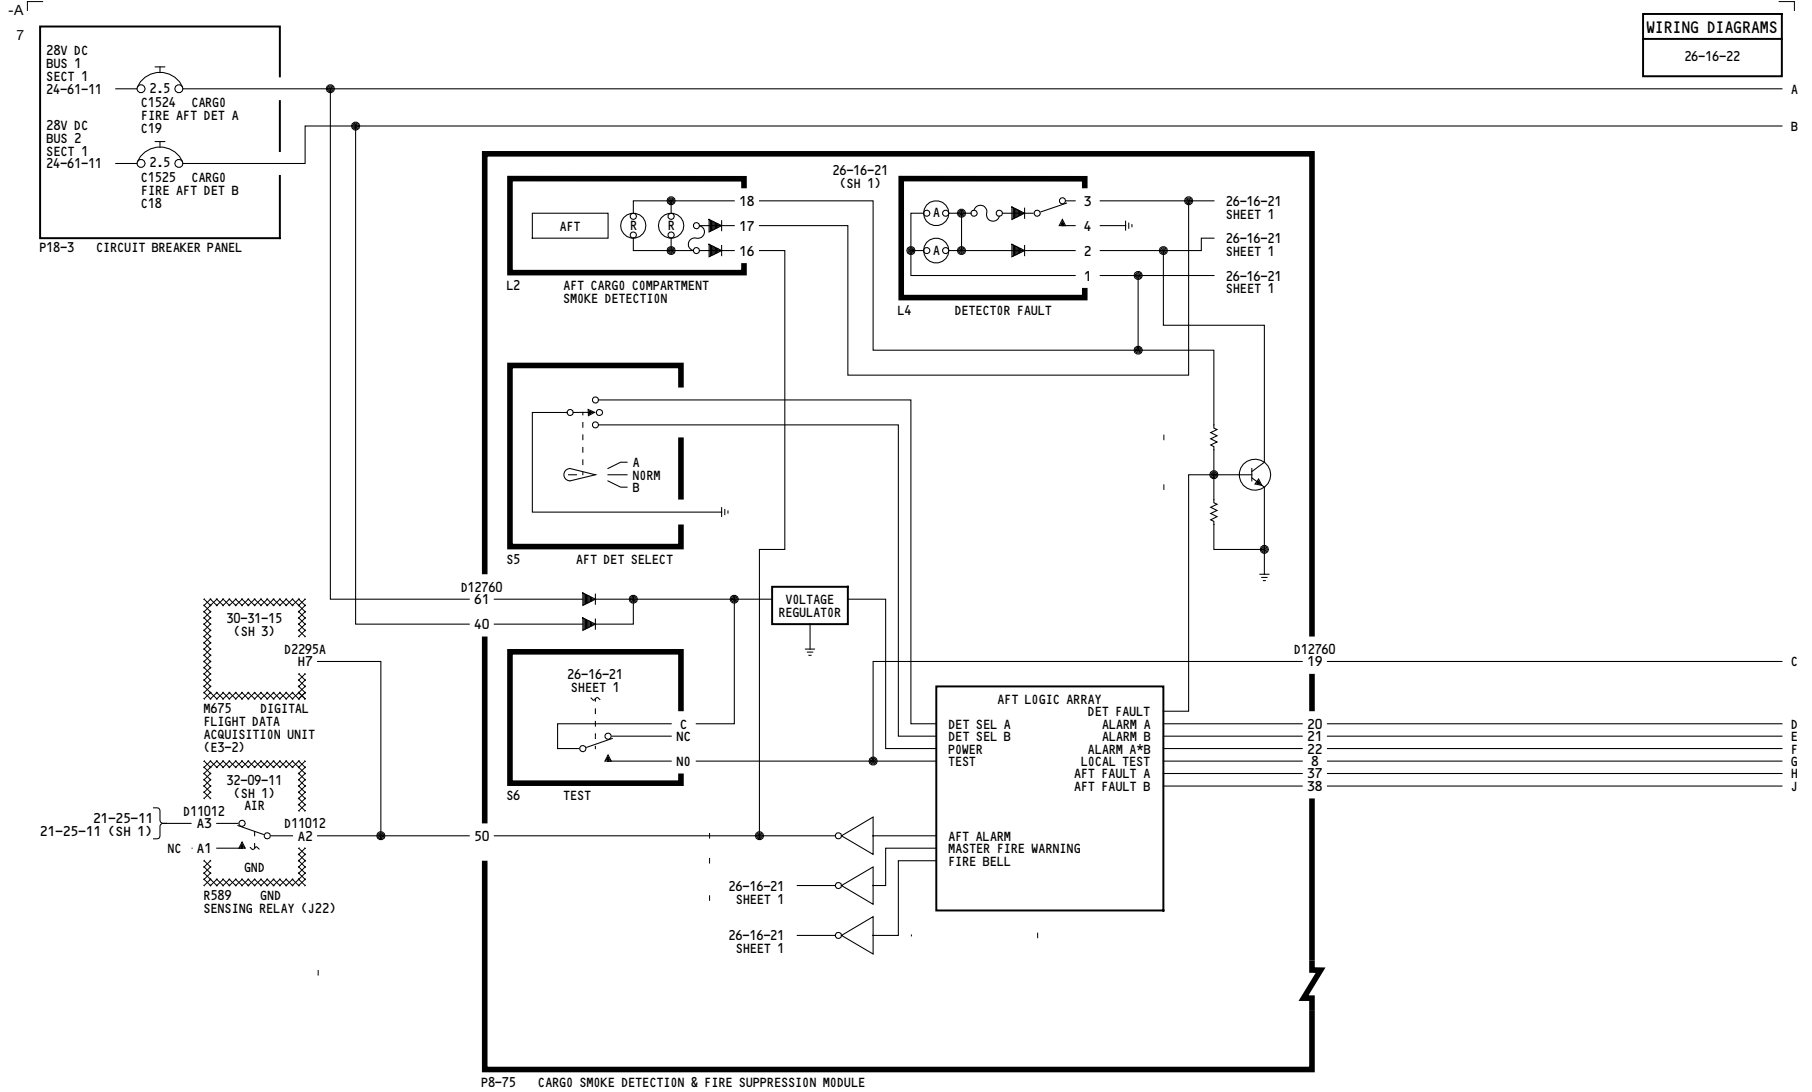 -A
7
WIRING DIAGRAMS
26-16-22
28V DC
BUS 1
SECT 1
24-61-11
2.5
C1524 CARGO
FIRE AFT DET A
C19
28V DC
BUS 2
SECT 1
24-61-11
2.5
C1525 CARGO
FIRE AFT DET B
C18
P18-3 CIRCUIT BREAKER PANEL
A
B
AFT
R
R
18
17
16
L2 AFT CARGO COMPARTMENT
SMOKE DETECTION
26-16-21
(SH 1)
A
A
3
4
2
1
26-16-21
SHEET 1
26-16-21
SHEET 1
26-16-21
SHEET 1
L4 DETECTOR FAULT
A
NORM
B
S5 AFT DET SELECT
D12760
61
40
VOLTAGE
REGULATOR
30-31-15
(SH 3)
D2295A
H7
M675 DIGITAL
FLIGHT DATA
ACQUISITION UNIT
(E3-2)
26-16-21
SHEET 1
C
NC
NO
S6 TEST
D12760
19
C
AFT LOGIC ARRAY
DET FAULT
DET SEL A ALARM A 20 D
DET SEL B ALARM B 21 E
POWER ALARM A*B 22 F
TEST LOCAL TEST 8 G
AFT FAULT A 37 H
AFT FAULT B 38 J
32-09-11
(SH 1)
AIR
21-25-11
21-25-11 (SH 1)
D11012
A3
D11012
A2
NC A1
GND
R589 GND
SENSING RELAY (J22)
50
AFT ALARM
MASTER FIRE WARNING
FIRE BELL
26-16-21
SHEET 1
26-16-21
SHEET 1
P8-75 CARGO SMOKE DETECTION & FIRE SUPPRESSION MODULE